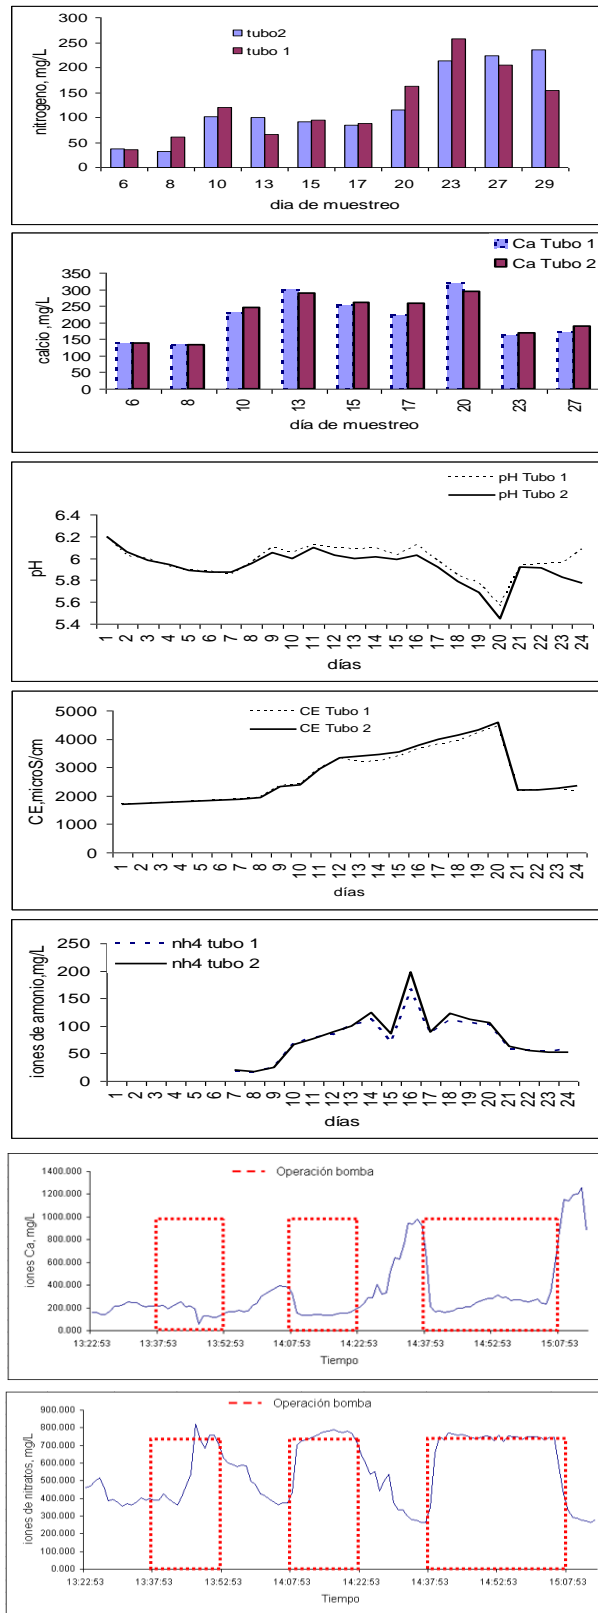 tubo2
tubo 1
nitrogeno, mg/L
300
250
200
150
100
50
0
6 8 10 13 15 17 20 23 27 29
dia de muestreo
Ca Tubo 1
Ca Tubo 2
calcio ,mg/L
350
300
250
200
150
100
50
0
6 8 10 13 15 17 20 23 27
día de muestreo
pH Tubo 1
pH Tubo 2
pH
6.4
6.2
6
5.8
5.6
5.4
1 2 3 4 5 6 7 8 9 10 11 12 13 14 15 16 17 18 19 20 21 22 23 24
días
CE Tubo 1
CE Tubo 2
CE,microS/cm
5000
4000
3000
2000
1000
0
1 2 3 4 5 6 7 8 9 10 11 12 13 14 15 16 17 18 19 20 21 22 23 24
días
nh4 tubo 1
nh4 tubo 2
iones de amonio,mg/L
250
200
150
100
50
0
1 2 3 4 5 6 7 8 9 10 11 12 13 14 15 16 17 18 19 20 21 22 23 24
días
Operación bomba
iones Ca, mg/L
1400.000
1200.000
1000.000
800.000
600.000
400.000
200.000
0.000
13:22:53 13:37:53 13:52:53 14:07:53 14:22:53 14:37:53 14:52:53 15:07:53
Tiempo
Operación bomba
iones de nitratos, mg/L
900.000
800.000
700.000
600.000
500.000
400.000
300.000
200.000
100.000
0.000
13:22:53 13:37:53 13:52:53 14:07:53 14:22:53 14:37:53 14:52:53 15:07:53
Tiempo